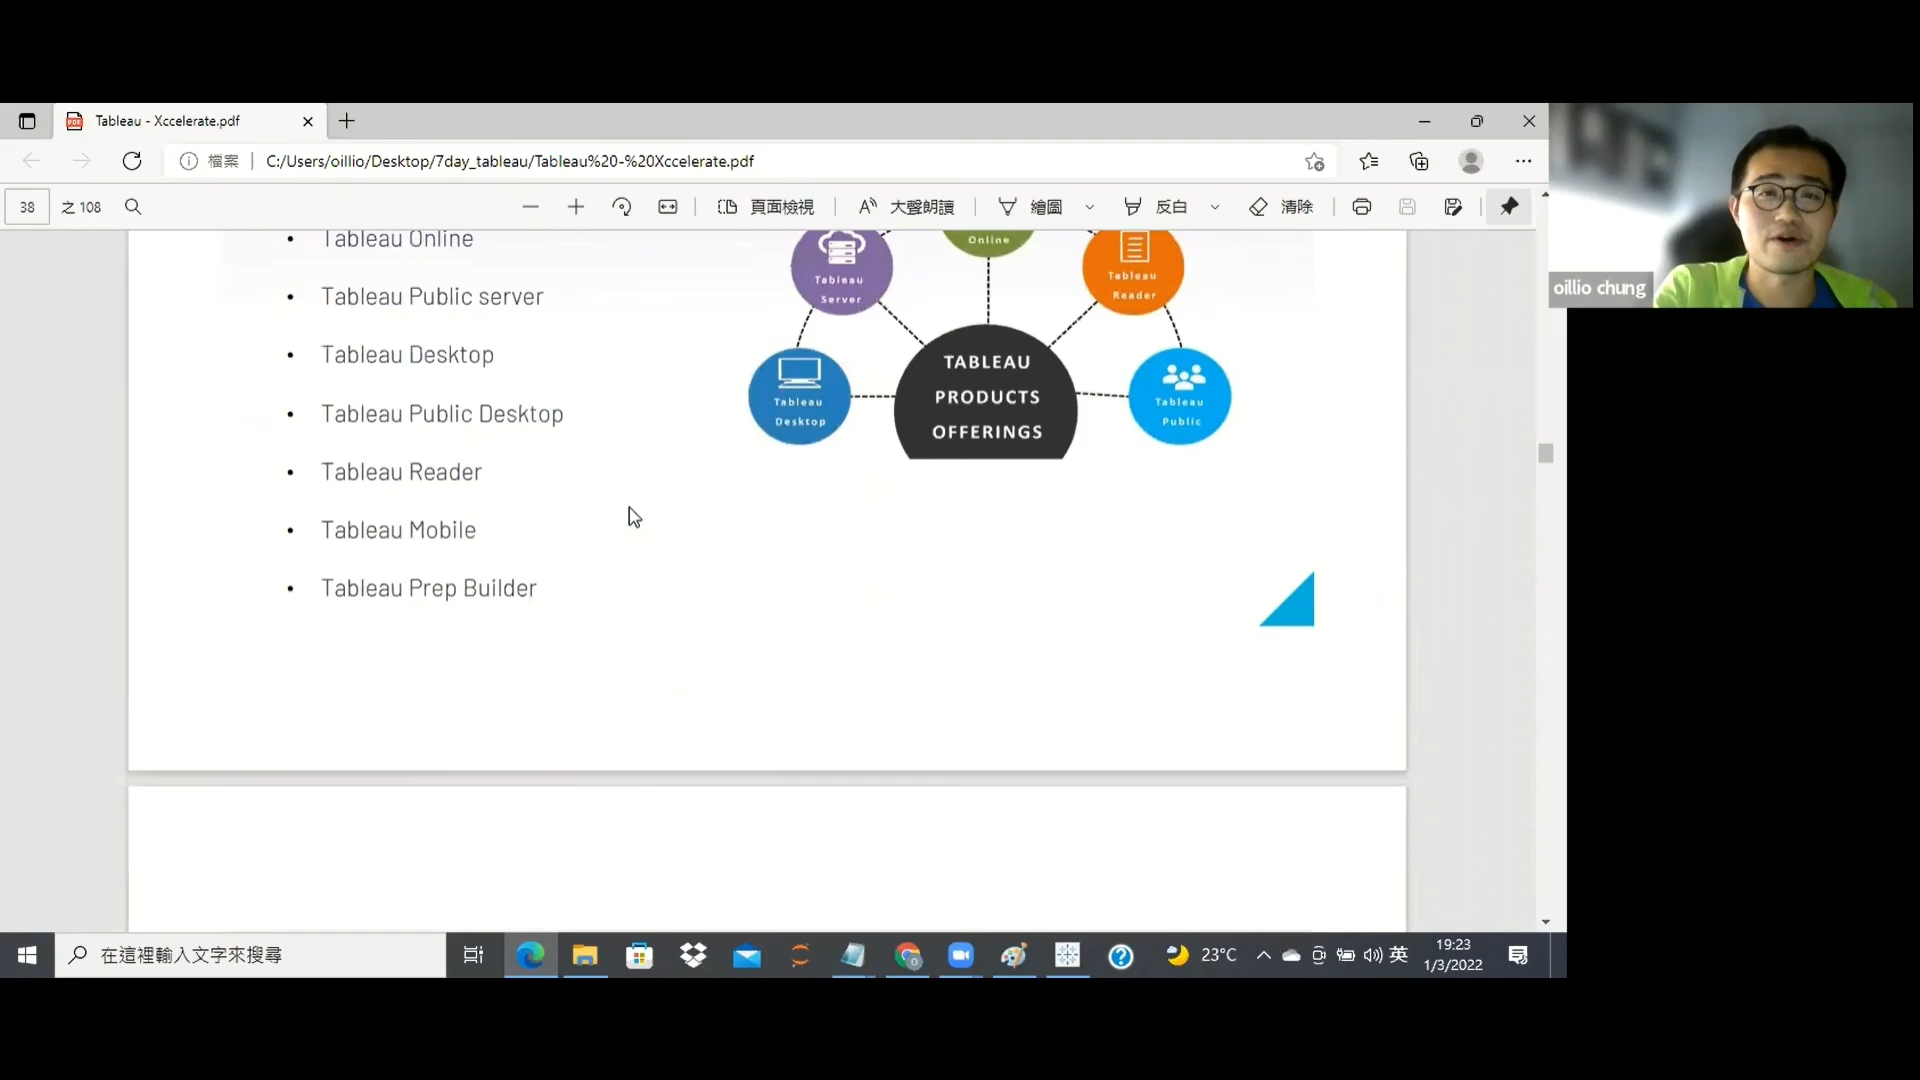 Tableau - Xccelerate.pdf
檔案 C:/Users/oillio/Desktop/7day_tableau/Tableau%20-%20Xccelerate.pdf
38 之 108 頁面檢視 大聲朗讀 繪圖 反白 清除
Tableau Online
Tableau Public server
Tableau Desktop
Tableau Public Desktop
Tableau Reader
Tableau Mobile
Tableau Prep Builder
Online
Tableau
Server
Tableau
Reader
Tableau
Desktop
TABLEAU
PRODUCTS
OFFERINGS
Tableau
Public
oillio chung
在這裡輸入文字來搜尋
23°C
英
19:23
1/3/2022